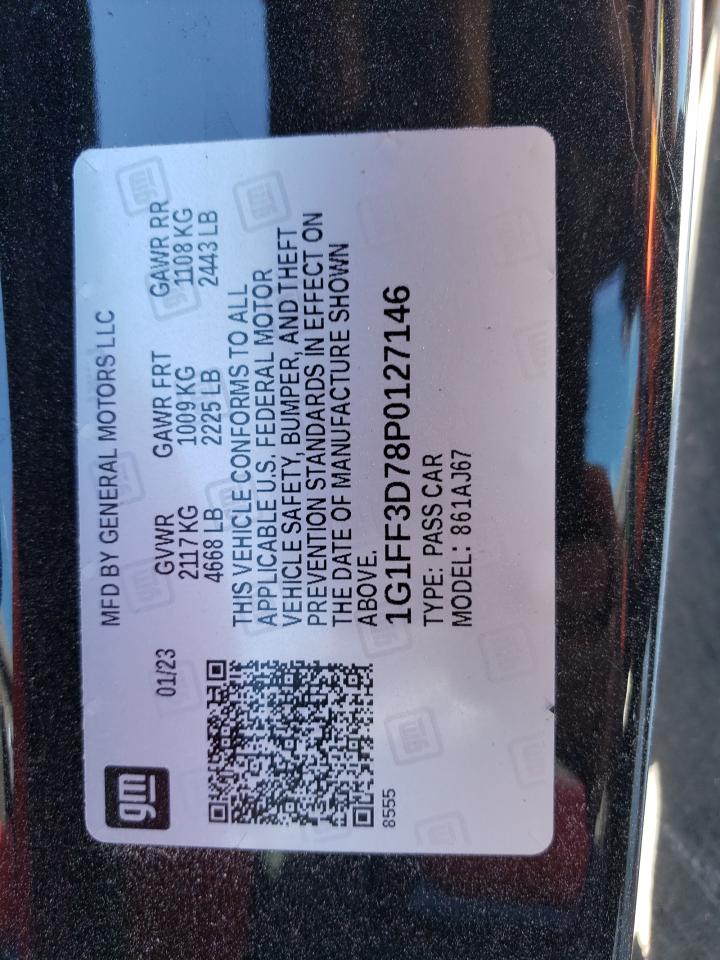 gm
01/23
MFD BY GENERAL MOTORS LLC
GVWR GAWR FRT GAWR RR
2117 KG 1009 KG 1108 KG
4668 LB 2225 LB 2443 LB
THIS VEHICLE CONFORMS TO ALL
APPLICABLE U.S. FEDERAL MOTOR
VEHICLE SAFETY, BUMPER, AND THEFT
PREVENTION STANDARDS IN EFFECT ON
THE DATE OF MANUFACTURE SHOWN
ABOVE.
1G1FF3D78P0127146
TYPE: PASS CAR
MODEL: 861AJ67
8555